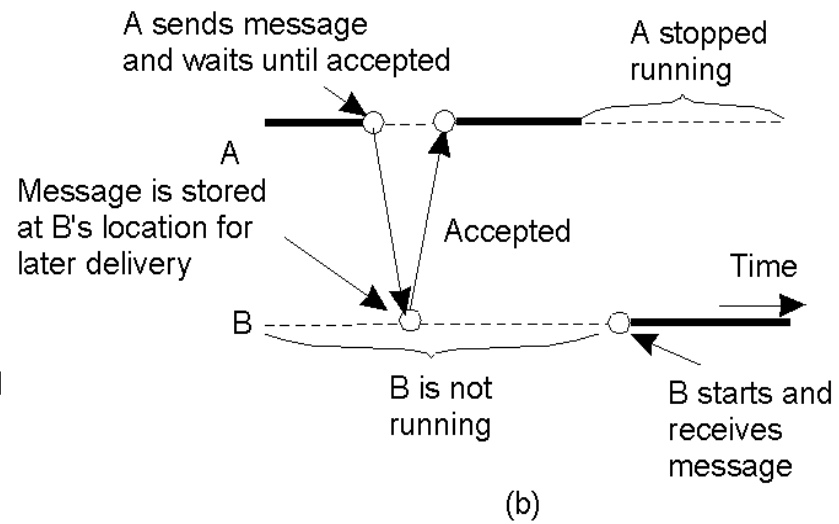 A sends message
and waits until accepted
A stopped
running
A
Message is stored
at B's location for
later delivery
Accepted
Time
B
B is not
running
B starts and
receives
message
(b)